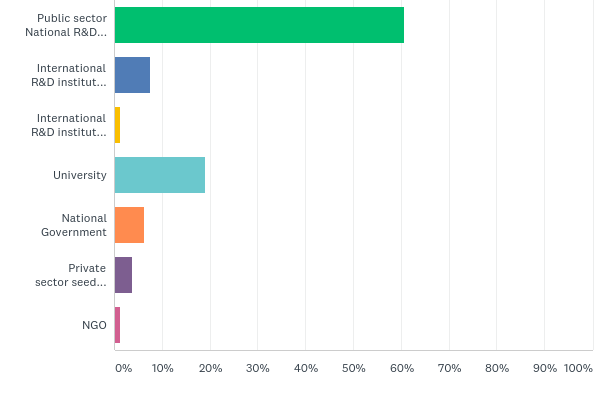 Public sector
National R&D...
International
R&D institut...
International
R&D institut...
University
National
Government
Private
sector seed...
NGO
0% 10% 20% 30% 40% 50% 60% 70% 80% 90% 100%